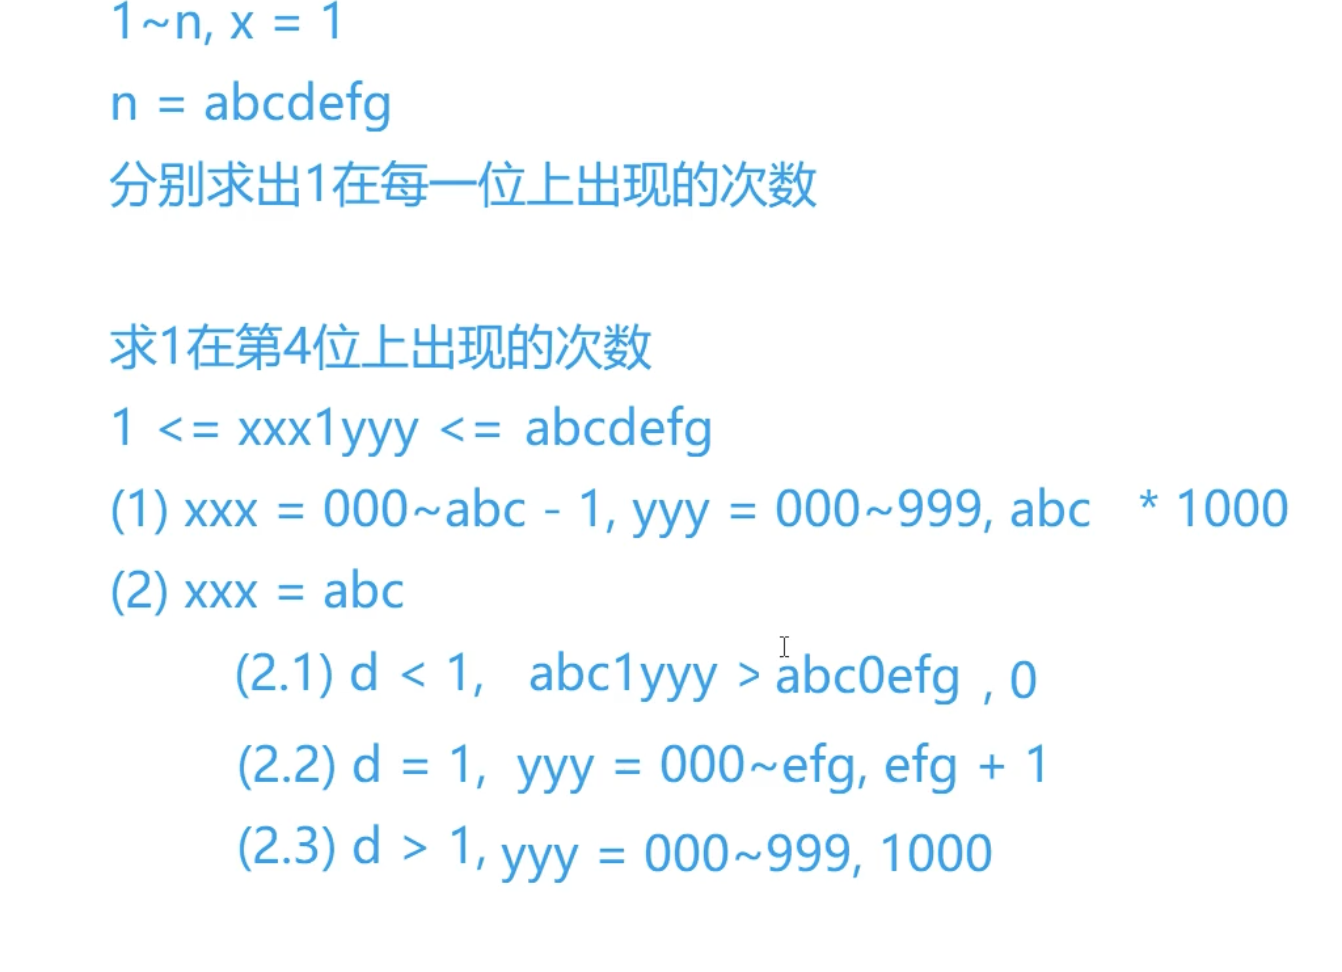 1~n, x = 1
n = abcdefg
分别求出1在每一位上出现的次数
求1在第4位上出现的次数
1 <= xxx1yyy <= abcdefg
(1) xxx = 000~abc - 1, yyy = 000~999, abc * 1000
(2) xxx = abc
(2.1) d < 1, abc1yyy > abc0efg , 0
(2.2) d = 1, yyy = 000~efg, efg + 1
(2.3) d > 1, yyy = 000~999, 1000